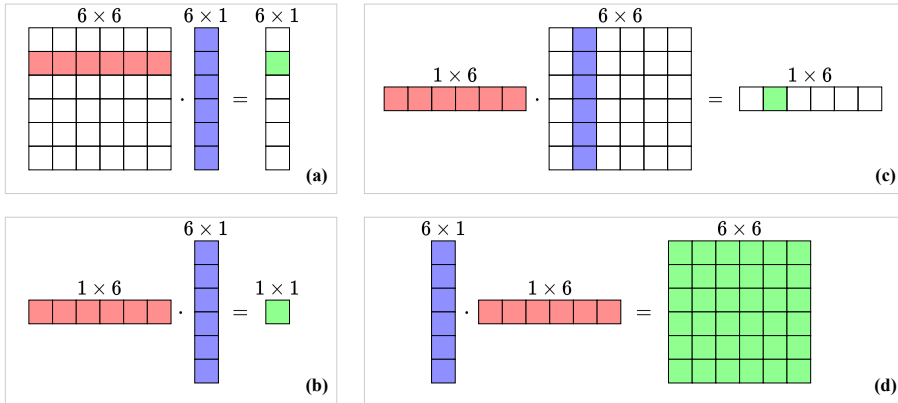 6 × 6 6 × 1 6 × 1
· =
(a)
6 × 6
1 × 6 1 × 6
· =
(c)
6 × 1
1 × 6 1 × 1
· =
(b)
6 × 1 6 × 6
1 × 6
· =
(d)